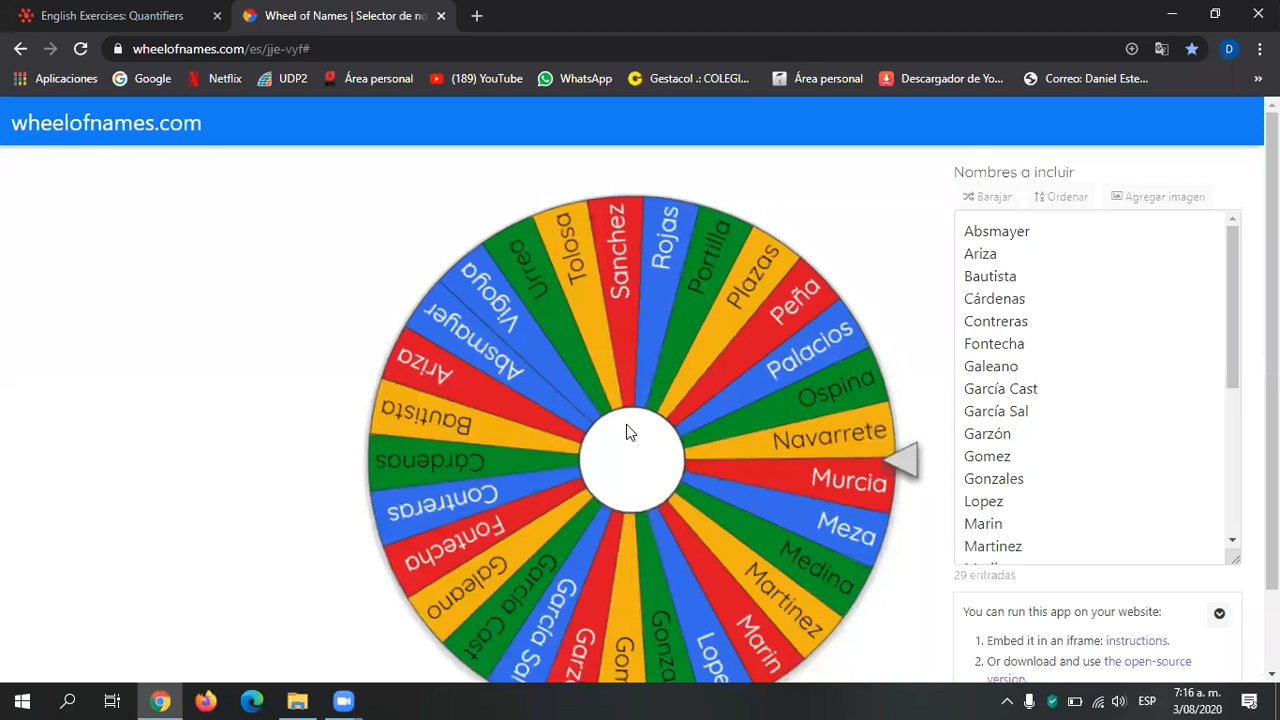 English Exercises: Quantifiers
Wheel of Names | Selector de no
wheelofnames.com/es/jje-vyf#
D
Aplicaciones
Google
Netflix
UDP2
Área personal
(189) YouTube
WhatsApp
Gestacol .: COLEGI...
Área personal
Descargador de Yo...
Correo: Daniel Este...
»
wheelofnames.com
Nombres a incluir
Barajar
Ordenar
Agregar imagen
Absmayer
Ariza
Bautista
Cárdenas
Contreras
Fontecha
Galeano
García Cast
García Sal
Garzón
Gomez
Gonzales
Lopez
Marin
Martinez
29 entradas
You can run this app on your website:
1. Embed it in an iframe: instructions.
2. Or download and use the open-source
version.
Sanchez
Rojas
Portilla
Plazas
Peña
Palacios
Ospina
Navarrete
Murcia
Meza
Medina
Martinez
Marin
Lope
Gonza
Gom
Garz
García Sa
García Cast
Galeano
Fontecha
Contreras
Cárdenas
Bautista
Ariza
Absmayer
Vigoya
Urrea
Tolosa
ESP
7:16 a. m.
3/08/2020